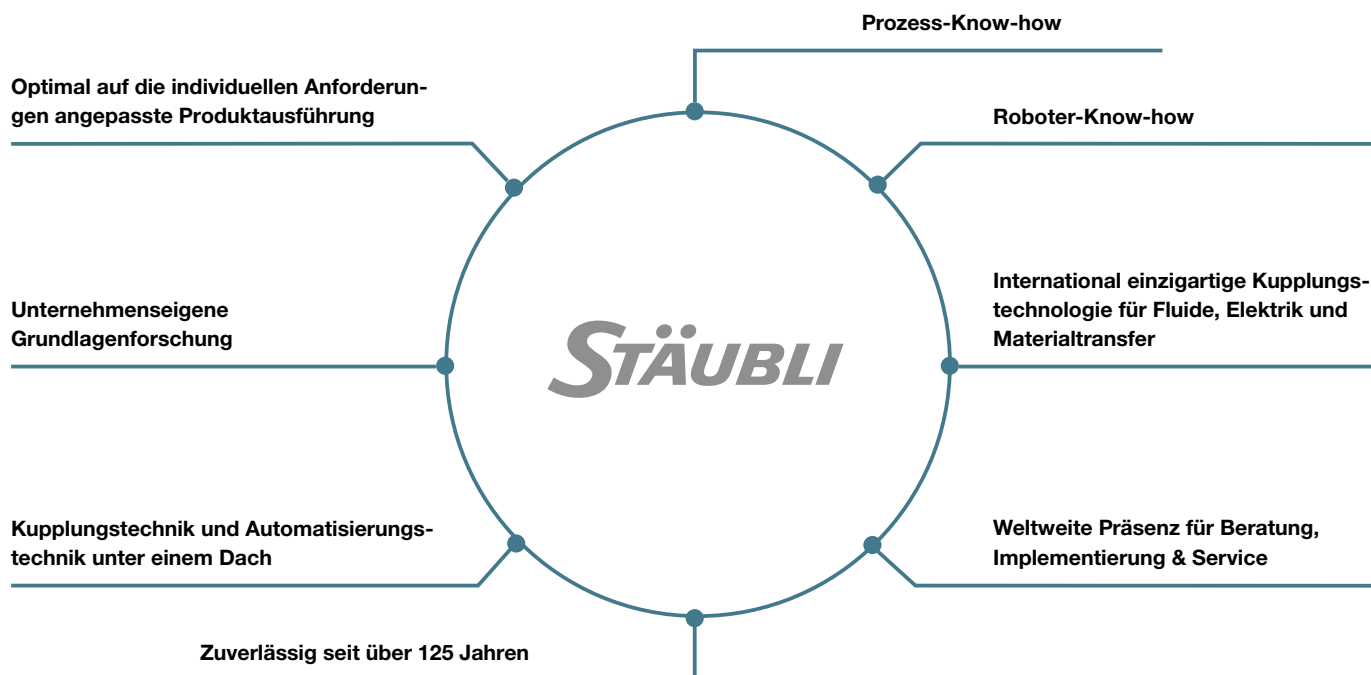 Prozess-Know-how
Optimal auf die individuellen Anforderun-
gen angepasste Produktausführung
Roboter-Know-how
International einzigartige Kupplungs-
technologie für Fluide, Elektrik und
Materialtransfer
Unternehmenseigene
Grundlagenforschung
STÄUBLI
Kupplungstechnik und Automatisierungs-
technik unter einem Dach
Weltweite Präsenz für Beratung,
Implementierung & Service
Zuverlässig seit über 125 Jahren